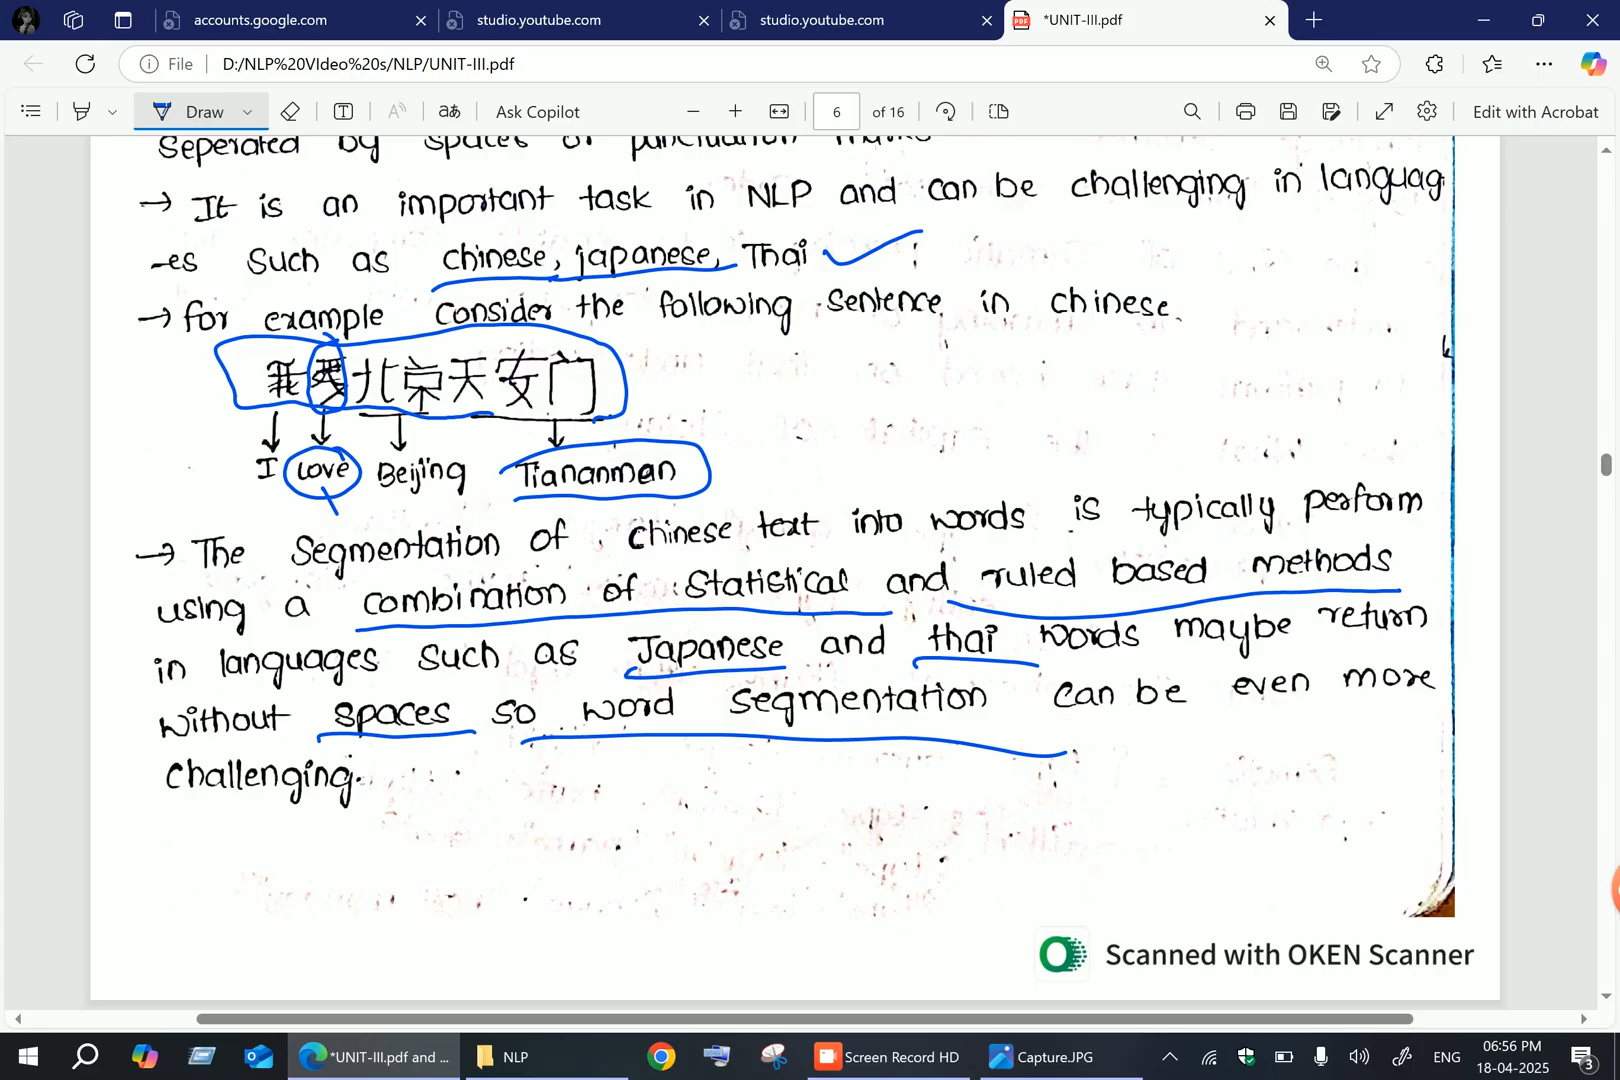 accounts.google.com
studio.youtube.com
studio.youtube.com
*UNIT-III.pdf
File
D:/NLP%20VIdeo%20s/NLP/UNIT-III.pdf
Draw
Ask Copilot
6 of 16
Edit with Acrobat
Seperated by spaces or punctuation marks
→ It is an important task in NLP and can be challenging in languag
-es Such as chinese, japanese, Thai
→ for example Consider the following sentence in chinese.
我爱北京天安门
I Love Beijing Tiananman
→ The Segmentation of chinese text into words is typically perform
using a combination of Statistical and ruled based methods
in languages such as Japanese and thai words maybe return
without spaces so word segmentation can be even more
challenging.
Scanned with OKEN Scanner
*UNIT-III.pdf and ...
NLP
Screen Record HD
Capture.JPG
ENG
06:56 PM
18-04-2025
3